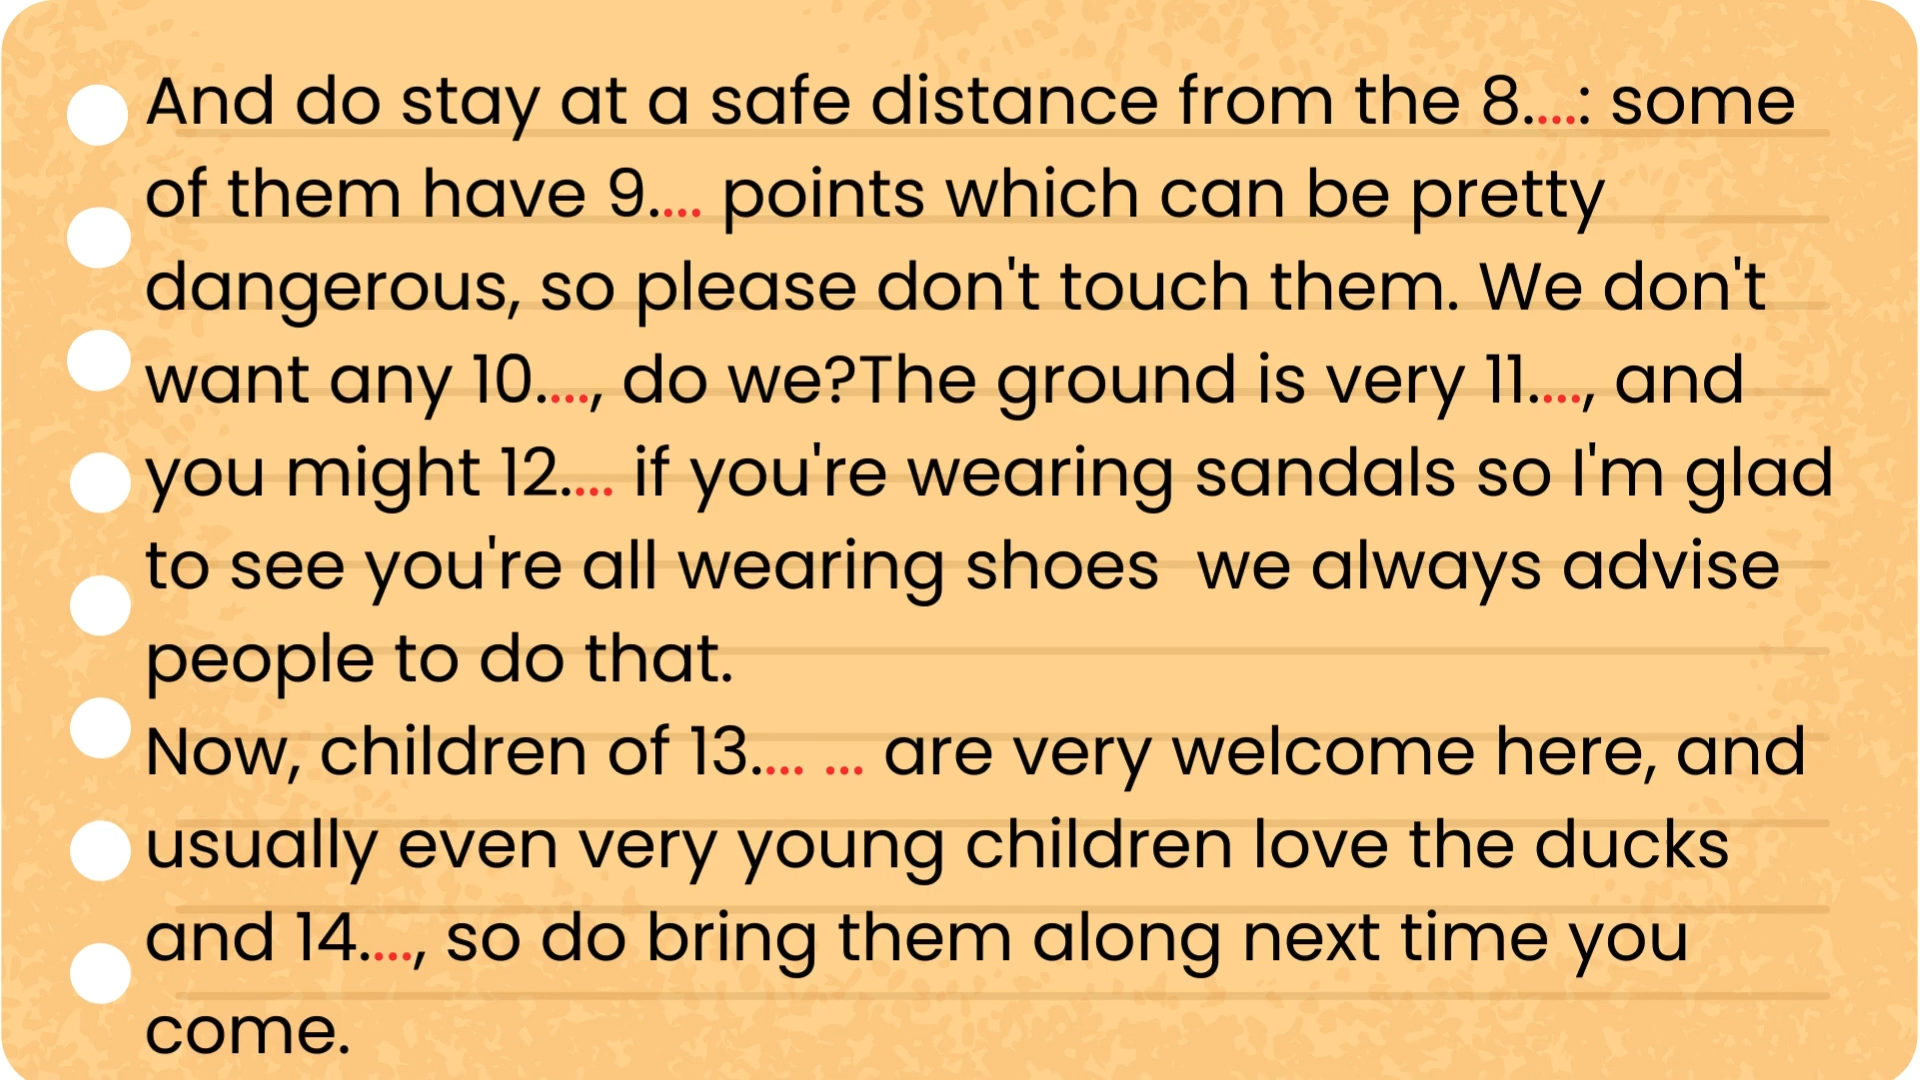 And do stay at a safe distance from the 8.....: some
of them have 9.... points which can be pretty
dangerous, so please don't touch them. We don't
want any 10....., do we?The ground is very 11....., and
you might 12..... if you're wearing sandals so I'm glad
to see you're all wearing shoes  we always advise
people to do that.
Now, children of 13..... ... are very welcome here, and
usually even very young children love the ducks
and 14....., so do bring them along next time you
come.